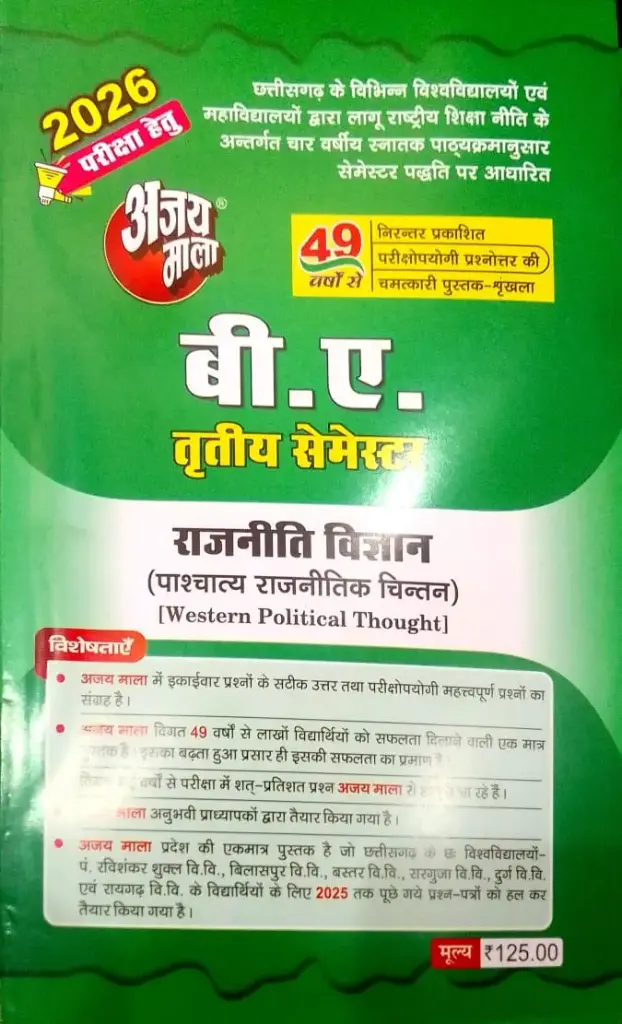 2026
परीक्षा हेतु
छत्तीसगढ़ के विभिन्न विश्वविद्यालयों एवं
महाविद्यालयों द्वारा लागू राष्ट्रीय शिक्षा नीति के
अन्तर्गत चार वर्षीय स्नातक पाठ्यक्रमानुसार
सेमेस्टर पद्धति पर आधारित
अजय®
माला
49
वर्षों से
निरन्तर प्रकाशित
परीक्षोपयोगी प्रश्नोत्तर की
चमत्कारी पुस्तक-शृंखला
बी.ए.
तृतीय सेमेस्टर
राजनीति विज्ञान
(पाश्चात्य राजनीतिक चिन्तन)
[Western Political Thought]
विशेषताएँ
• अजय माला में इकाईवार प्रश्नों के सटीक उत्तर तथा परीक्षोपयोगी महत्त्वपूर्ण प्रश्नों का
संग्रह है।
• अजय माला विगत 49 वर्षों से लाखों विद्यार्थियों को सफलता दिलाने वाली एक मात्र
पुस्तक है। इसका बढ़ता हुआ प्रसार ही इसकी सफलता का प्रमाण है।
वर्षों से परीक्षा में शत्-प्रतिशत प्रश्न अजय माला से रहे हैं।
माला अनुभवी प्राध्यापकों द्वारा तैयार किया गया है।
• अजय माला प्रदेश की एकमात्र पुस्तक है जो छत्तीसगढ़ के छः विश्वविद्यालयों-
पं. रविशंकर शुक्ल वि.वि., बिलासपुर वि.वि., बस्तर वि.वि., सरगुजा वि.वि., दुर्ग वि.वि.
एवं रायगढ़ वि.वि. के विद्यार्थियों के लिए 2025 तक पूछे गये प्रश्न-पत्रों को हल कर
तैयार किया गया है।
मूल्य ₹125.00